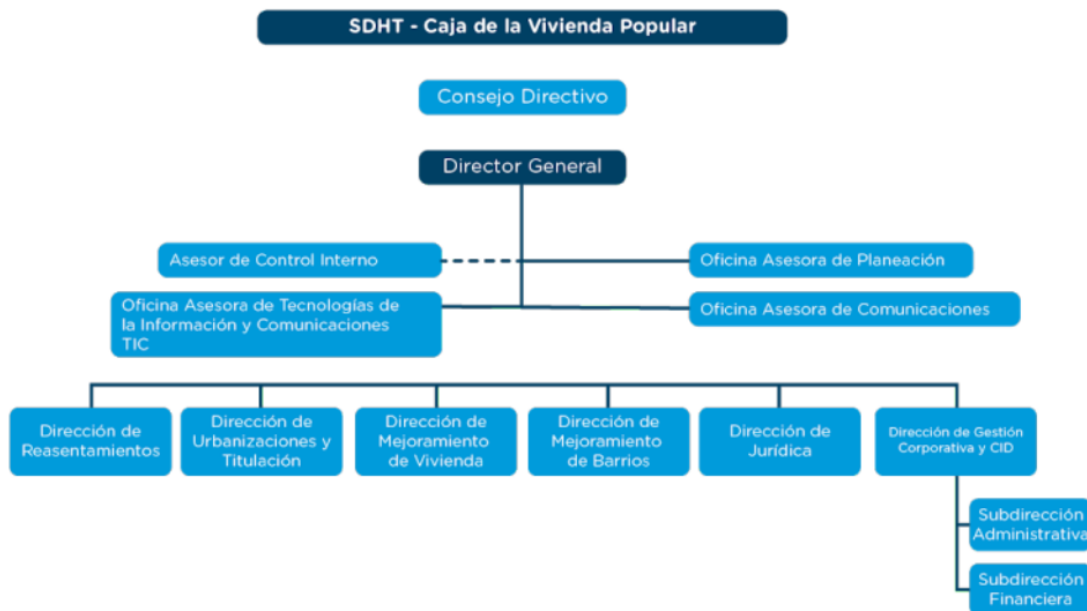 SDHT - Caja de la Vivienda Popular
Consejo Directivo
Director General
Asesor de Control Interno
Oficina Asesora de Planeación
Oficina Asesora de Tecnologías de
la Información y Comunicaciones
TIC
Oficina Asesora de Comunicaciones
Dirección de
Reasentamientos
Dirección de
Urbanizaciones y
Titulación
Dirección de
Mejoramiento
de Vivienda
Dirección de
Mejoramiento
de Barrios
Dirección de
Jurídica
Dirección de Gestión
Corporativa y CID
Subdirección
Administrativa
Subdirección
Financiera